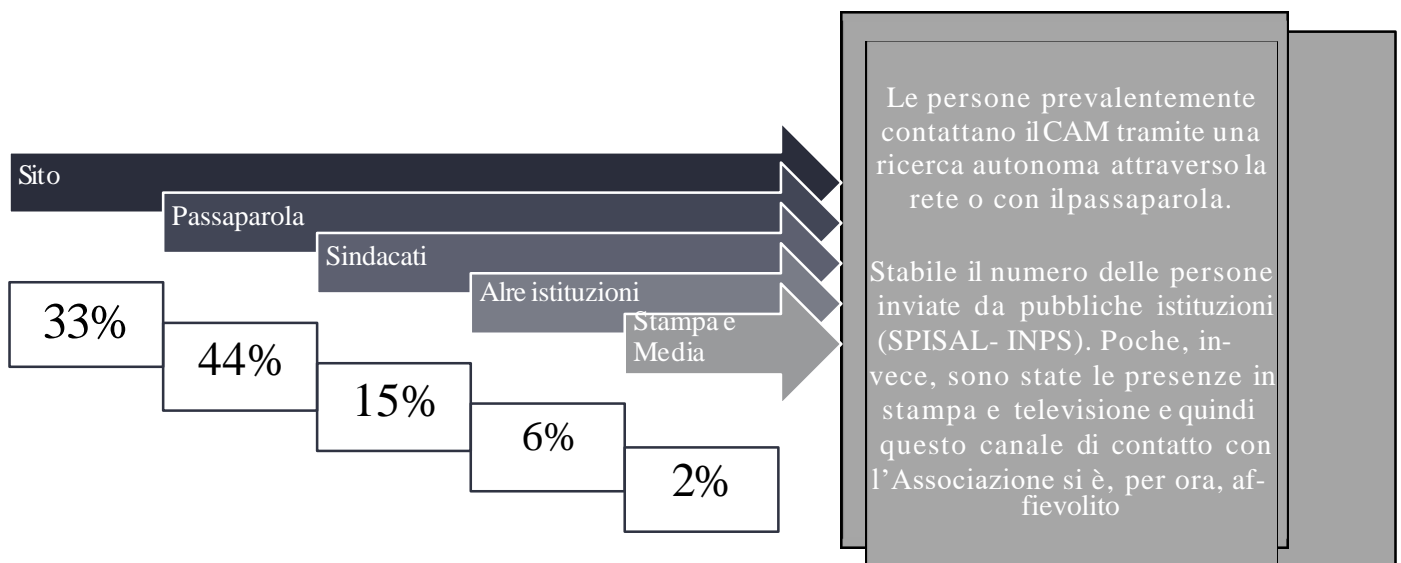 Sito
Passaparola
Sindacati
Alre istituzioni
Stampa e
Media
33%
44%
15%
6%
2%
Le persone prevalentemente
contattano ilCAM tramite una
ricerca autonoma attraverso la
rete o con ilpassaparola.
Stabile il numero delle persone
inviate da pubbliche istituzioni
(SPISAL- INPS). Poche, in-
vece, sono state le presenze in
stampa e televisione e quindi
questo canale di contatto con
l’Associazione si è, per ora, af-
fievolito